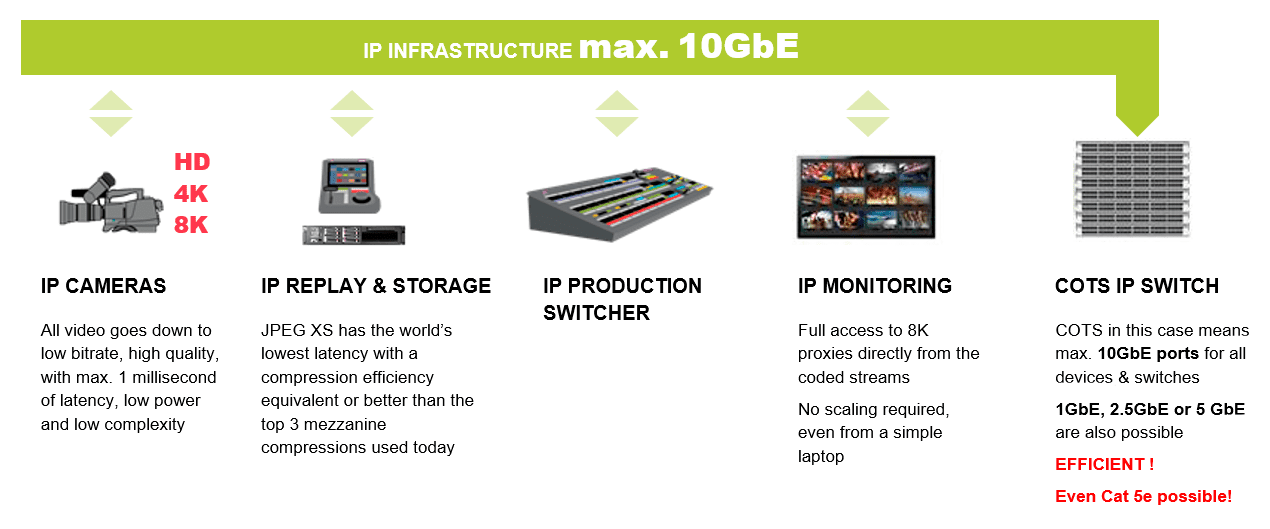 IP INFRASTRUCTURE max. 10GbE
HD
4K
8K
IP CAMERAS
All video goes down to
low bitrate, high quality,
with max. 1 millisecond
of latency, low power
and low complexity
IP REPLAY & STORAGE
JPEG XS has the world’s
lowest latency with a
compression efficiency
equivalent or better than the
top 3 mezzanine
compressions used today
IP PRODUCTION
SWITCHER
IP MONITORING
Full access to 8K
proxies directly from the
coded streams
No scaling required,
even from a simple
laptop
COTS IP SWITCH
COTS in this case means
max. 10GbE ports for all
devices & switches
1GbE, 2.5GbE or 5 GbE
are also possible
EFFICIENT !
Even Cat 5e possible!